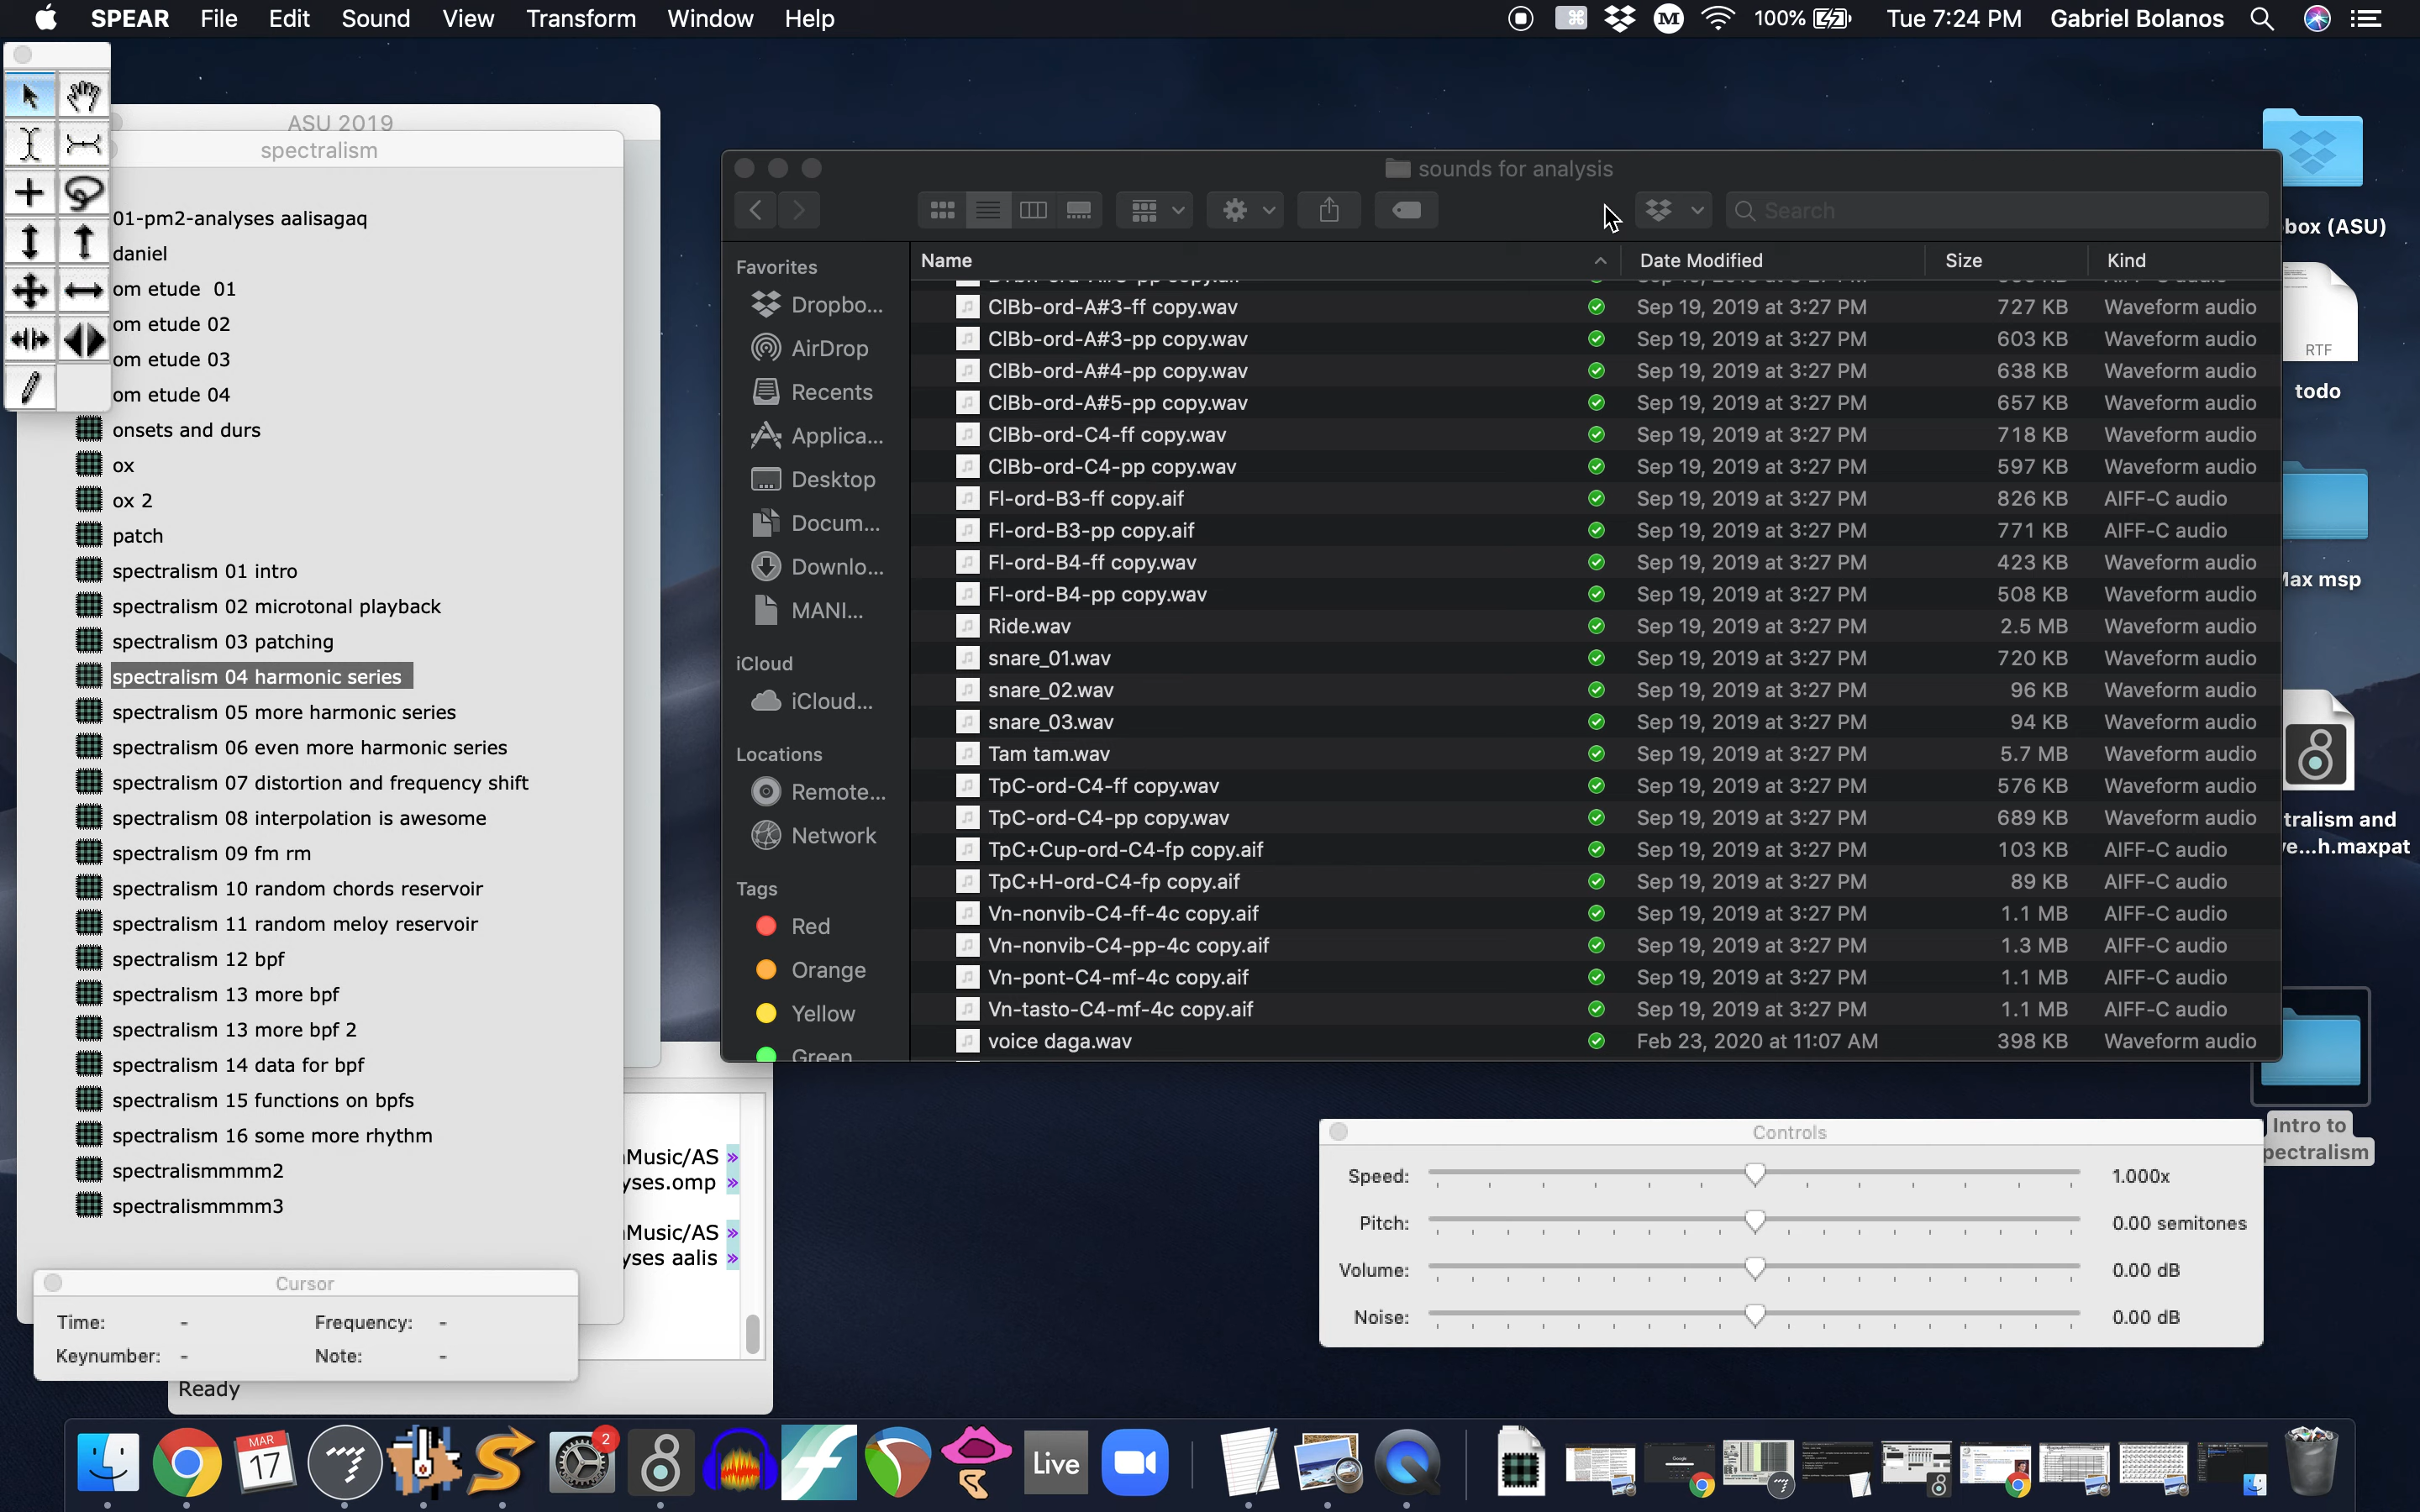 SPEAR File Edit Sound View Transform Window Help
100% Tue 7:24 PM Gabriel Bolanos
ASU 2019
spectralism
01-pm2-analyses aalisagaq
daniel
om etude 01
om etude 02
om etude 03
om etude 04
onsets and durs
ox
ox 2
patch
spectralism 01 intro
spectralism 02 microtonal playback
spectralism 03 patching
spectralism 04 harmonic series
spectralism 05 more harmonic series
spectralism 06 even more harmonic series
spectralism 07 distortion and frequency shift
spectralism 08 interpolation is awesome
spectralism 09 fm rm
spectralism 10 random chords reservoir
spectralism 11 random meloy reservoir
spectralism 12 bpf
spectralism 13 more bpf
spectralism 13 more bpf 2
spectralism 14 data for bpf
spectralism 15 functions on bpfs
spectralism 16 some more rhythm
spectralismmmm2
spectralismmmm3
Music/AS »
yses.omp »
Music/AS »
yses aalis »
Cursor
Time: - Frequency: -
Keynumber: - Note: -
Ready
sounds for analysis
Search
Favorites
Dropbo...
AirDrop
Recents
Applica...
Desktop
Docum...
Downlo...
MANI...
iCloud
iCloud...
Locations
Remote...
Network
Tags
Red
Orange
Yellow
Green
Name Date Modified Size Kind
ClBb-ord-A#3-ff copy.wav Sep 19, 2019 at 3:27 PM 727 KB Waveform audio
ClBb-ord-A#3-pp copy.wav Sep 19, 2019 at 3:27 PM 603 KB Waveform audio
ClBb-ord-A#4-pp copy.wav Sep 19, 2019 at 3:27 PM 638 KB Waveform audio
ClBb-ord-A#5-pp copy.wav Sep 19, 2019 at 3:27 PM 657 KB Waveform audio
ClBb-ord-C4-ff copy.wav Sep 19, 2019 at 3:27 PM 718 KB Waveform audio
ClBb-ord-C4-pp copy.wav Sep 19, 2019 at 3:27 PM 597 KB Waveform audio
Fl-ord-B3-ff copy.aif Sep 19, 2019 at 3:27 PM 826 KB AIFF-C audio
Fl-ord-B3-pp copy.aif Sep 19, 2019 at 3:27 PM 771 KB AIFF-C audio
Fl-ord-B4-ff copy.wav Sep 19, 2019 at 3:27 PM 423 KB Waveform audio
Fl-ord-B4-pp copy.wav Sep 19, 2019 at 3:27 PM 508 KB Waveform audio
Ride.wav Sep 19, 2019 at 3:27 PM 2.5 MB Waveform audio
snare_01.wav Sep 19, 2019 at 3:27 PM 720 KB Waveform audio
snare_02.wav Sep 19, 2019 at 3:27 PM 96 KB Waveform audio
snare_03.wav Sep 19, 2019 at 3:27 PM 94 KB Waveform audio
Tam tam.wav Sep 19, 2019 at 3:27 PM 5.7 MB Waveform audio
TpC-ord-C4-ff copy.wav Sep 19, 2019 at 3:27 PM 576 KB Waveform audio
TpC-ord-C4-pp copy.wav Sep 19, 2019 at 3:27 PM 689 KB Waveform audio
TpC+Cup-ord-C4-fp copy.aif Sep 19, 2019 at 3:27 PM 103 KB AIFF-C audio
TpC+H-ord-C4-fp copy.aif Sep 19, 2019 at 3:27 PM 89 KB AIFF-C audio
Vn-nonvib-C4-ff-4c copy.aif Sep 19, 2019 at 3:27 PM 1.1 MB AIFF-C audio
Vn-nonvib-C4-pp-4c copy.aif Sep 19, 2019 at 3:27 PM 1.3 MB AIFF-C audio
Vn-pont-C4-mf-4c copy.aif Sep 19, 2019 at 3:27 PM 1.1 MB AIFF-C audio
Vn-tasto-C4-mf-4c copy.aif Sep 19, 2019 at 3:27 PM 1.1 MB AIFF-C audio
voice daga.wav Feb 23, 2020 at 11:07 AM 398 KB Waveform audio
box (ASU)
RTF
todo
Max msp
tralism and
ve...h.maxpat
Intro to
pectralism
Controls
Speed: 1.000x
Pitch: 0.00 semitones
Volume: 0.00 dB
Noise: 0.00 dB
MAR
17
2
Live